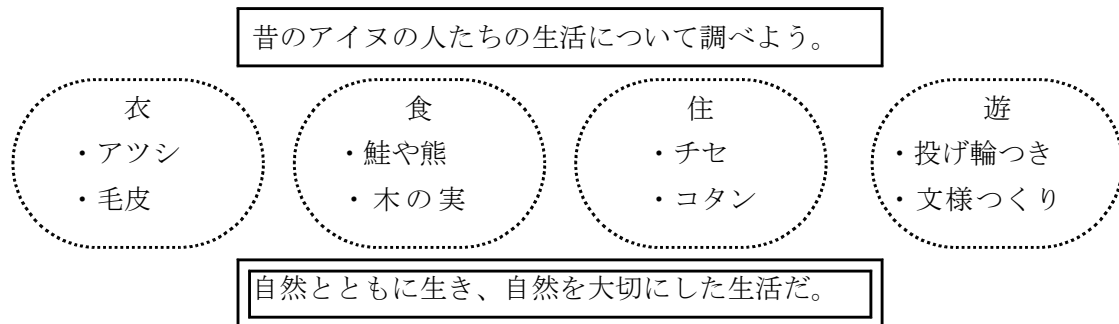 昔のアイヌの人たちの生活について調べよう。
衣
・アツシ
・毛皮
食
・鮭や熊
・木の実
住
・チセ
・コタン
遊
・投げ輪つき
・文様つくり
自然とともに生き、自然を大切にした生活だ。